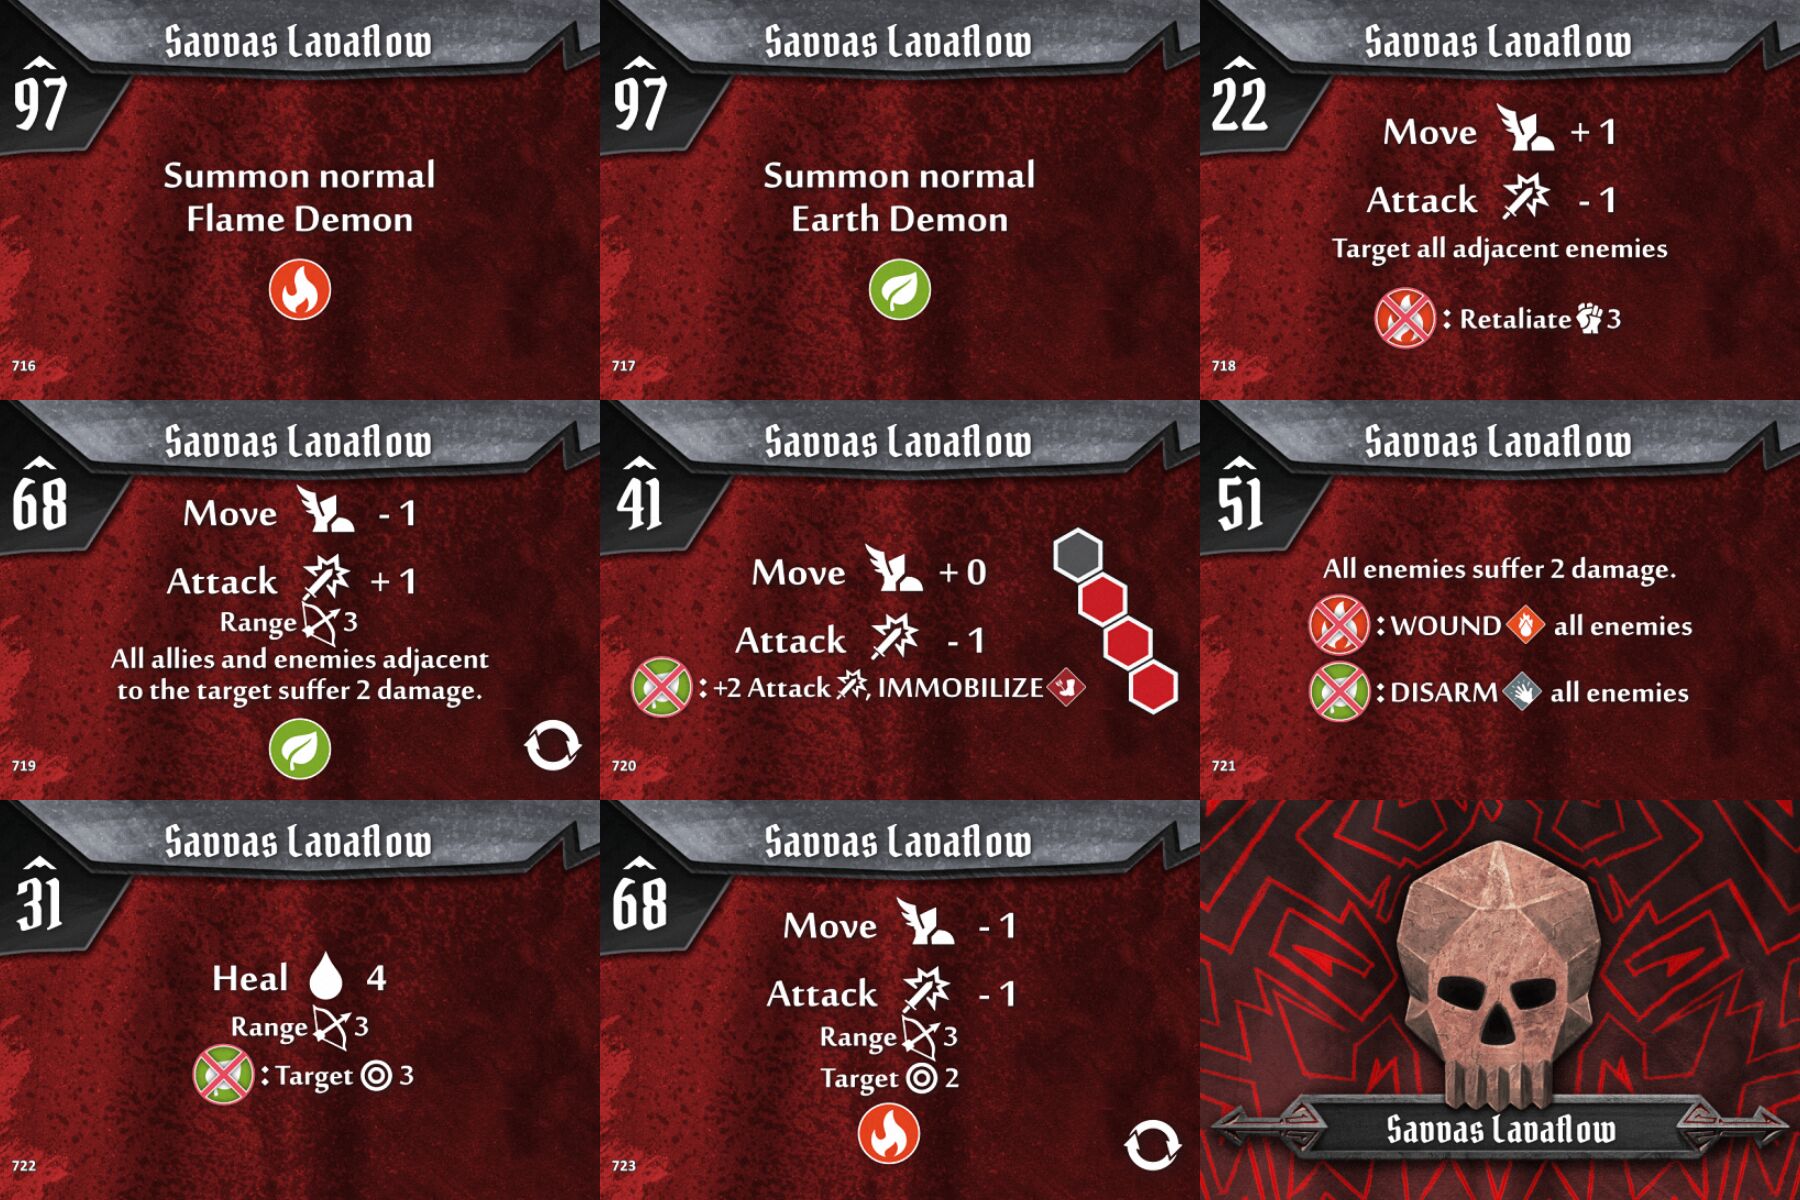 Savvas Lavaflow
97
Summon normal
Flame Demon
716
Savvas Lavaflow
97
Summon normal
Earth Demon
717
Savvas Lavaflow
22
Move + 1
Attack - 1
Target all adjacent enemies
: Retaliate 3
718
Savvas Lavaflow
68
Move - 1
Attack + 1
Range 3
All allies and enemies adjacent
to the target suffer 2 damage.
719
Savvas Lavaflow
41
Move + 0
Attack - 1
: +2 Attack , IMMOBILIZE
720
Savvas Lavaflow
51
All enemies suffer 2 damage.
: WOUND all enemies
: DISARM all enemies
721
Savvas Lavaflow
31
Heal 4
Range 3
: Target 3
722
Savvas Lavaflow
68
Move - 1
Attack - 1
Range 3
Target 2
723
Savvas Lavaflow